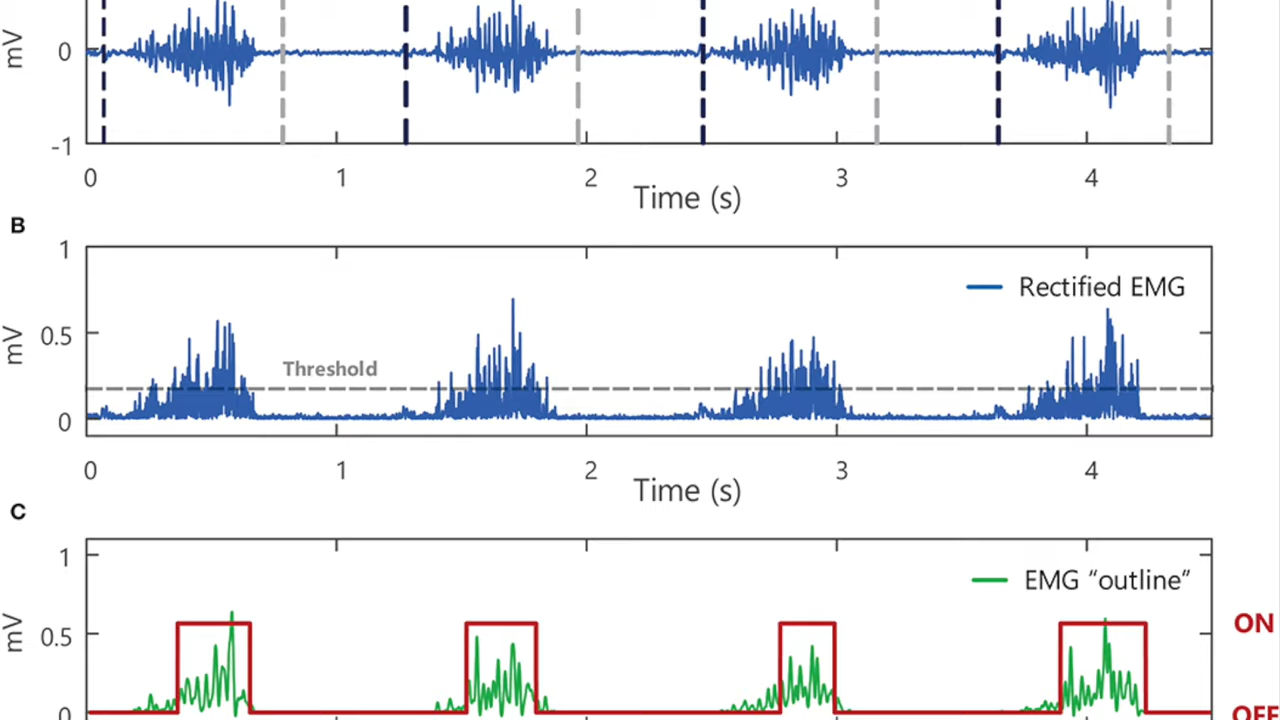 mV
0
-1
0 1 2 3 4
Time (s)
B
1
Rectified EMG
mV
0.5
Threshold
0
0 1 2 3 4
Time (s)
C
1
EMG “outline”
mV
0.5
ON
0
OFF